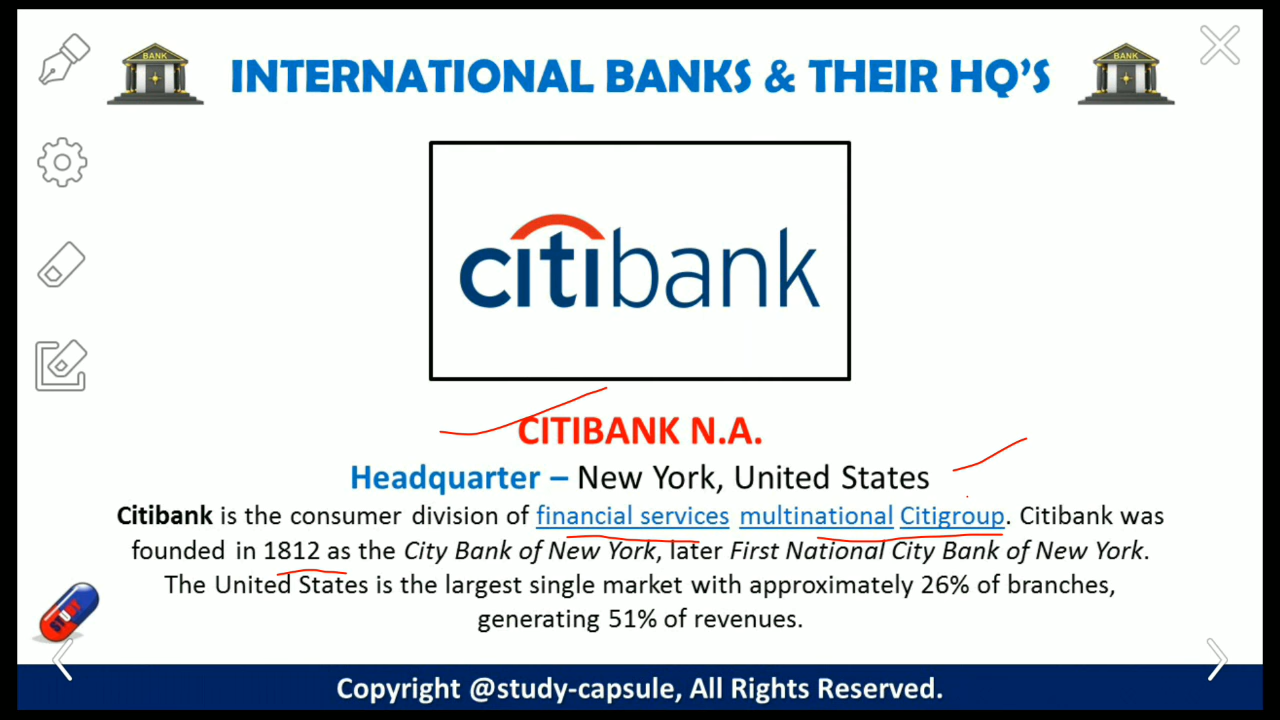 BANK
INTERNATIONAL BANKS & THEIR HQ'S
BANK
citibank
CITIBANK N.A.
Headquarter – New York, United States
Citibank is the consumer division of financial services multinational Citigroup. Citibank was
founded in 1812 as the City Bank of New York, later First National City Bank of New York.
The United States is the largest single market with approximately 26% of branches,
generating 51% of revenues.
STUDY
Copyright @study-capsule, All Rights Reserved.